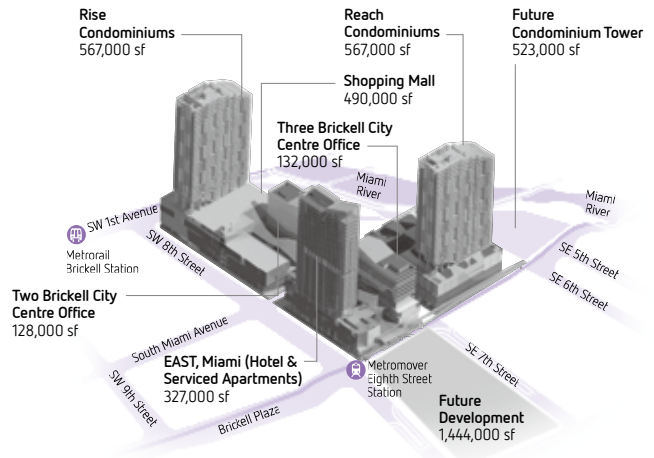 Rise
Condominiums
567,000 sf
Reach
Condominiums
567,000 sf
Future
Condominium Tower
523,000 sf
Shopping Mall
490,000 sf
Three Brickell City
Centre Office
132,000 sf
Miami
River
Miami
River
SW 1st Avenue
Metrorail
Brickell Station
SW 8th Street
SE 5th Street
SE 6th Street
Two Brickell City
Centre Office
128,000 sf
South Miami Avenue
EAST, Miami (Hotel &
Serviced Apartments)
327,000 sf
Metromover
Eighth Street
Station
SE 7th Street
SW 9th Street
Brickell Plaza
Future
Development
1,444,000 sf